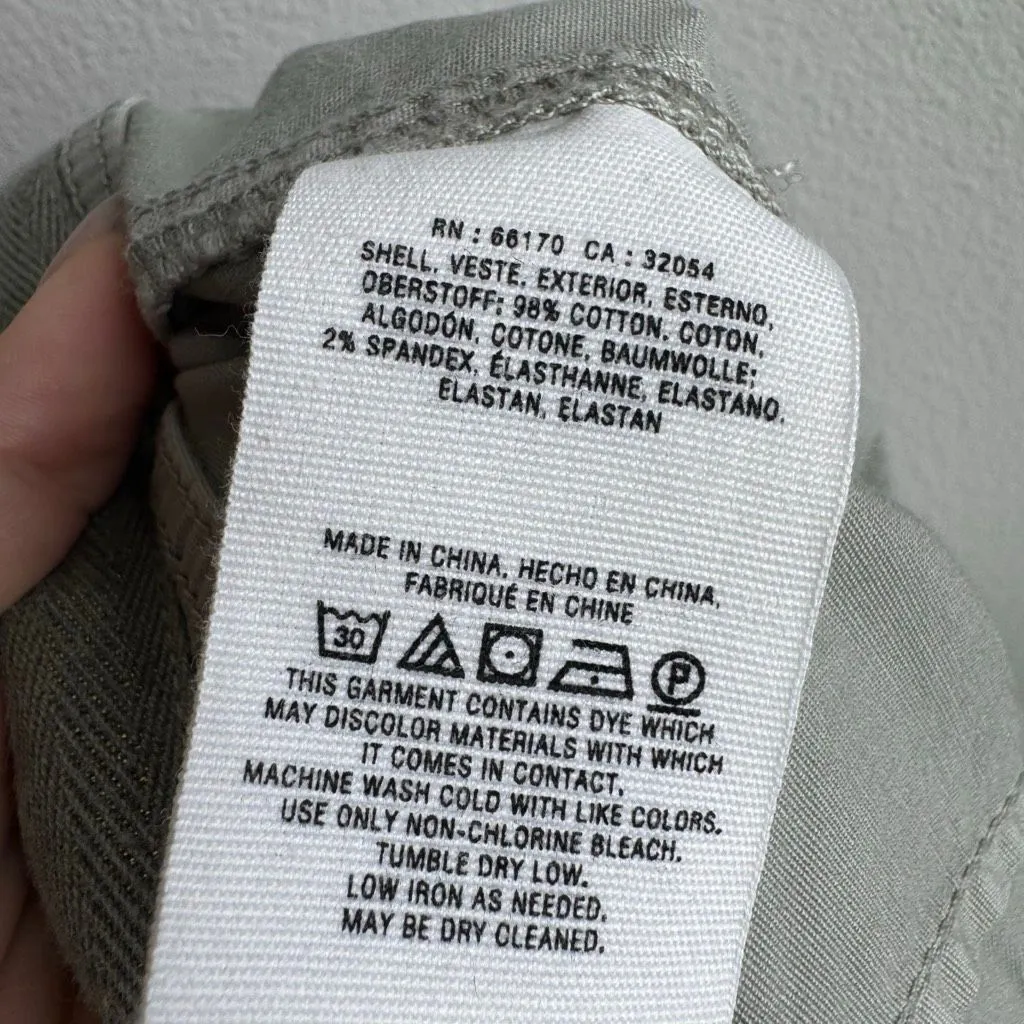 RN : 66170 CA : 32054
SHELL, VESTE, EXTERIOR, ESTERNO,
OBERSTOFF: 98% COTTON, COTON,
ALGODÓN, COTONE, BAUMWOLLE;
2% SPANDEX, ÉLASTHANNE, ELASTANO,
ELASTAN, ELASTAN
MADE IN CHINA, HECHO EN CHINA,
FABRIQUÉ EN CHINE
30 P
THIS GARMENT CONTAINS DYE WHICH
MAY DISCOLOR MATERIALS WITH WHICH
IT COMES IN CONTACT.
MACHINE WASH COLD WITH LIKE COLORS.
USE ONLY NON-CHLORINE BLEACH.
TUMBLE DRY LOW.
LOW IRON AS NEEDED.
MAY BE DRY CLEANED.